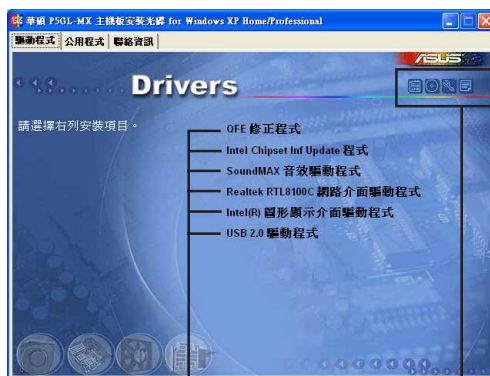 華碩 P5GL-MX 主機板安裝光碟 for Windows XP Home/Professional
驅動程式 公用程式 聯絡資訊
ASUS
Drivers
請選擇右列安裝項目。
QFE 修正程式
Intel Chipset Inf Update 程式
SoundMAX 音效驅動程式
Realtek RTL8100C 網路介面驅動程式
Intel(R) 圖形顯示介面驅動程式
USB 2.0 驅動程式